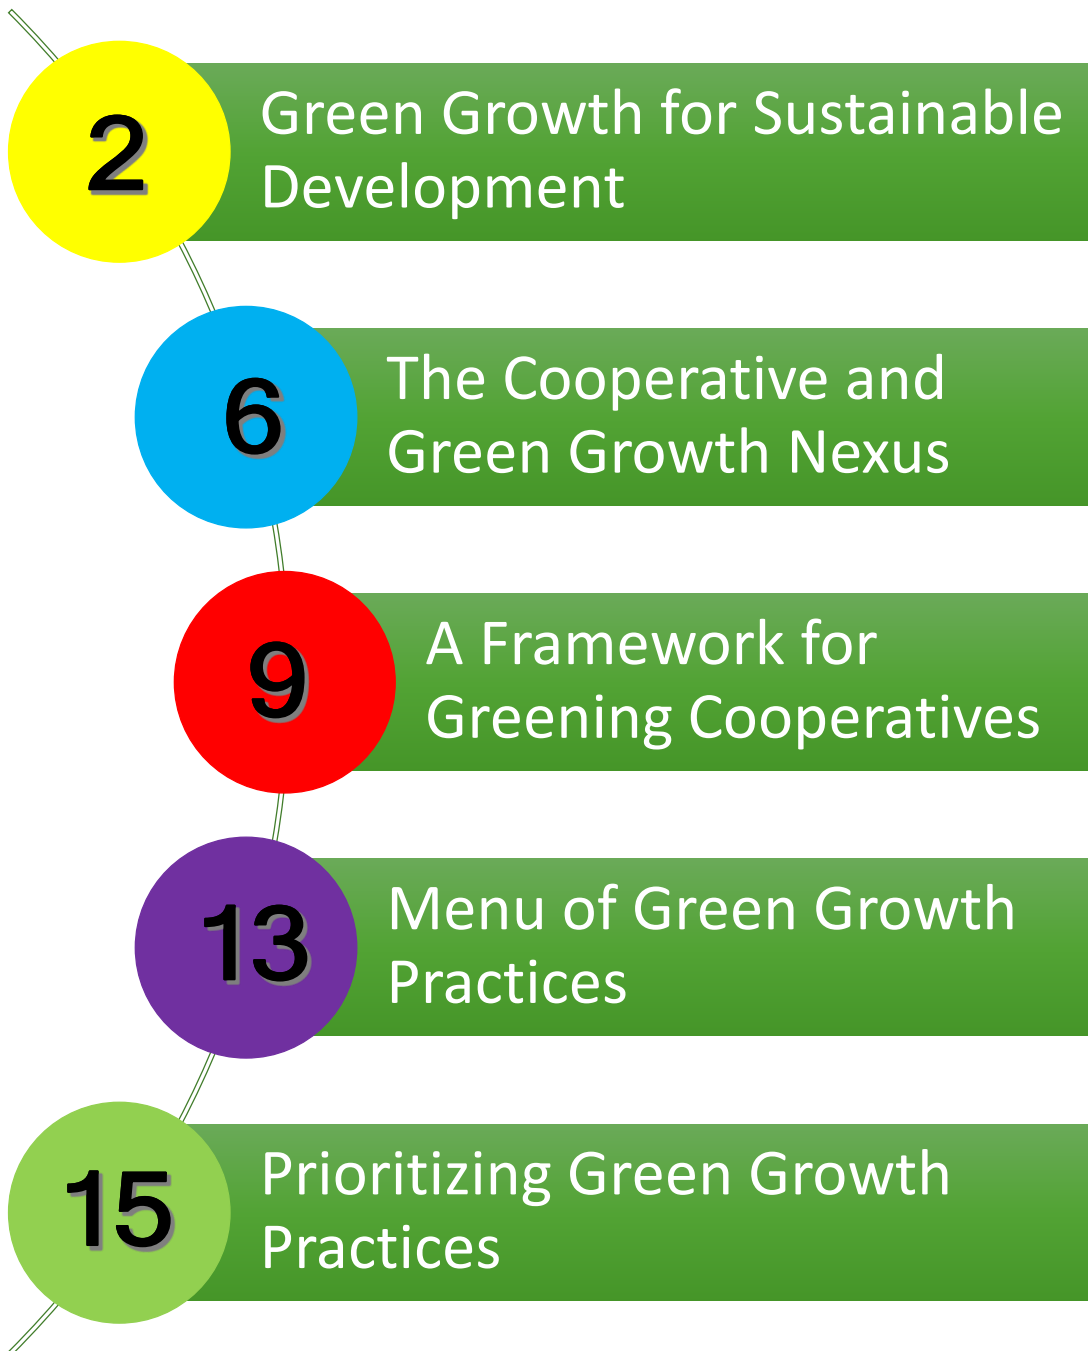 2
Green Growth for Sustainable
Development
6
The Cooperative and
Green Growth Nexus
9
A Framework for
Greening Cooperatives
13
Menu of Green Growth
Practices
15
Prioritizing Green Growth
Practices